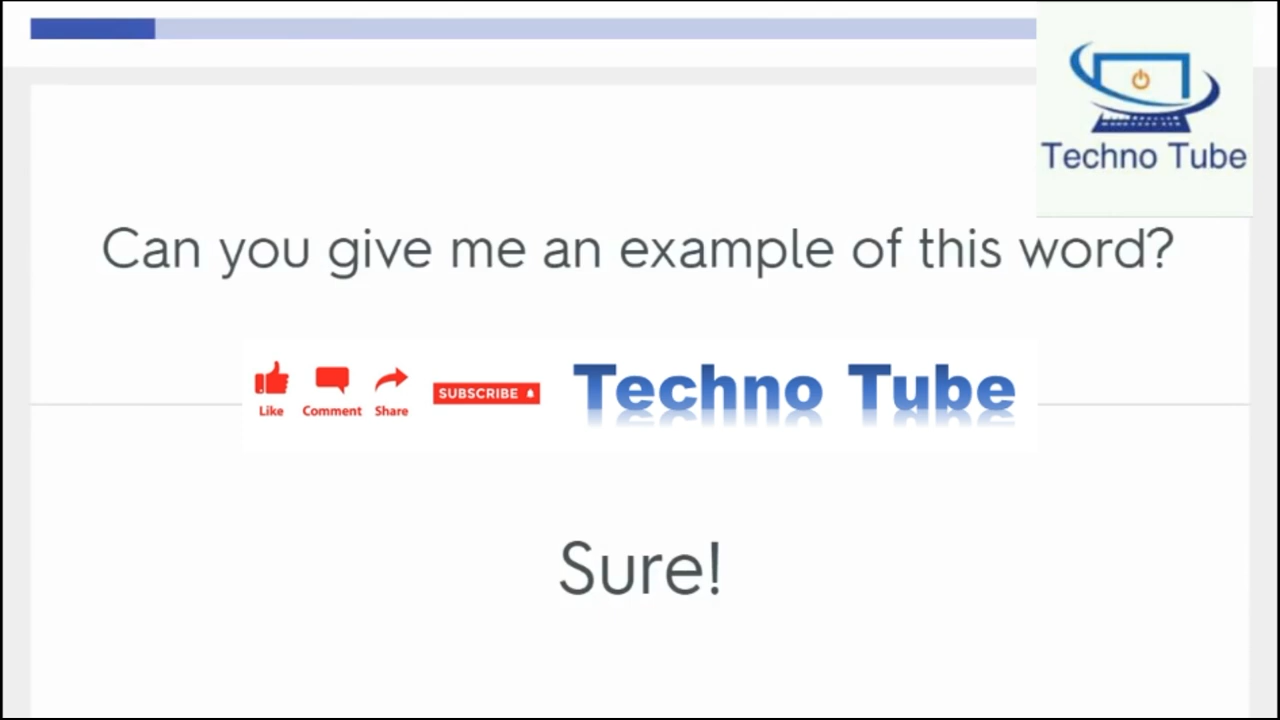 Techno Tube
Can you give me an example of this word?
Like Comment Share SUBSCRIBE Techno Tube
Sure!